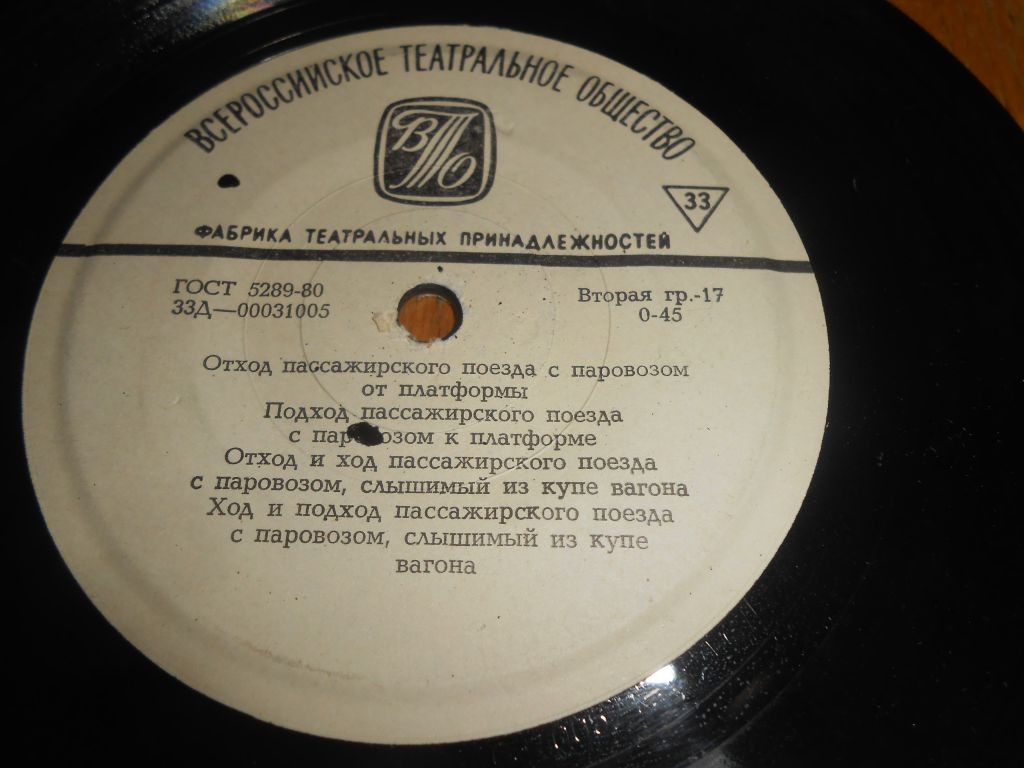 ВСЕРОССИЙСКОЕ ТЕАТРАЛЬНОЕ ОБЩЕСТВО
ВТО
33
ФАБРИКА ТЕАТРАЛЬНЫХ ПРИНАДЛЕЖНОСТЕЙ
ГОСТ 5289-80
33Д—00031005
Вторая гр.-17
0-45
Отход пассажирского поезда с паровозом
от платформы
Подход пассажирского поезда
с паровозом к платформе
Отход и ход пассажирского поезда
с паровозом, слышимый из купе вагона
Ход и подход пассажирского поезда
с паровозом, слышимый из купе
вагона